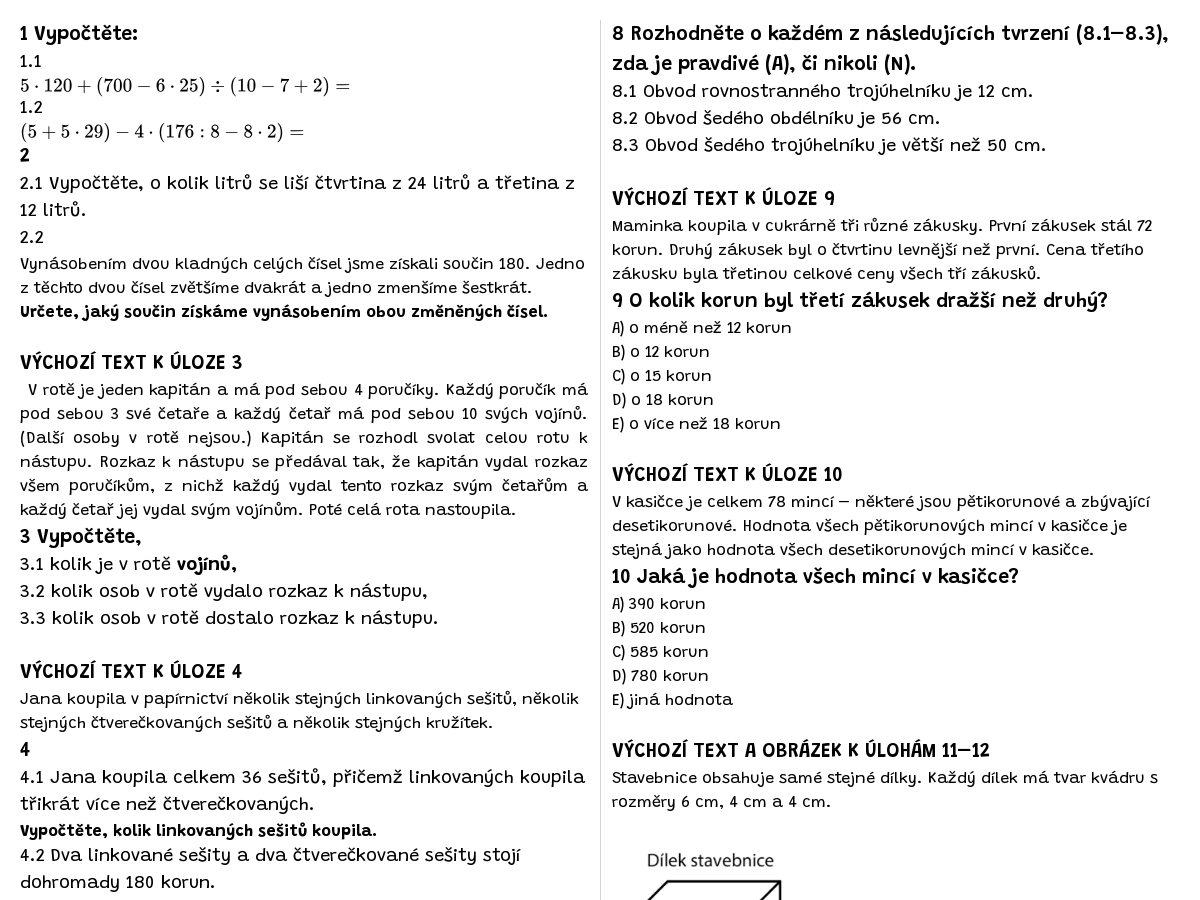 1 Vypočtěte:
1.1
5 · 120 + (700 − 6 · 25) ÷ (10 − 7 + 2) =
1.2
(5 + 5 · 29) − 4 · (176 : 8 − 8 · 2) =
2
2.1 Vypočtěte, o kolik litrů se liší čtvrtina z 24 litrů a třetina z
12 litrů.
2.2
Vynásobením dvou kladných celých čísel jsme získali součin 180. Jedno
z těchto dvou čísel zvětšíme dvakrát a jedno zmenšíme šestkrát.
Určete, jaký součin získáme vynásobením obou změněných čísel.
VÝCHOZÍ TEXT K ÚLOZE 3
V rotě je jeden kapitán a má pod sebou 4 poručíky. Každý poručík má
pod sebou 3 své četaře a každý četař má pod sebou 10 svých vojínů.
(Další osoby v rotě nejsou.) Kapitán se rozhodl svolat celou rotu k
nástupu. Rozkaz k nástupu se předával tak, že kapitán vydal rozkaz
všem poručíkům, z nichž každý vydal tento rozkaz svým četařům a
každý četař jej vydal svým vojínům. Poté celá rota nastoupila.
3 Vypočtěte,
3.1 kolik je v rotě vojínů,
3.2 kolik osob v rotě vydalo rozkaz k nástupu,
3.3 kolik osob v rotě dostalo rozkaz k nástupu.
VÝCHOZÍ TEXT K ÚLOZE 4
Jana koupila v papírnictví několik stejných linkovaných sešitů, několik
stejných čtverečkovaných sešitů a několik stejných kružítek.
4
4.1 Jana koupila celkem 36 sešitů, přičemž linkovaných koupila
třikrát více než čtverečkovaných.
Vypočtěte, kolik linkovaných sešitů koupila.
4.2 Dva linkované sešity a dva čtverečkované sešity stojí
dohromady 180 korun.
8 Rozhodněte o každém z následujících tvrzení (8.1–8.3),
zda je pravdivé (A), či nikoli (N).
8.1 Obvod rovnostranného trojúhelníku je 12 cm.
8.2 Obvod šedého obdélníku je 56 cm.
8.3 Obvod šedého trojúhelníku je větší než 50 cm.
VÝCHOZÍ TEXT K ÚLOZE 9
Maminka koupila v cukrárně tři různé zákusky. První zákusek stál 72
korun. Druhý zákusek byl o čtvrtinu levnější než první. Cena třetího
zákusku byla třetinou celkové ceny všech tří zákusků.
9 O kolik korun byl třetí zákusek dražší než druhý?
A) o méně než 12 korun
B) o 12 korun
C) o 15 korun
D) o 18 korun
E) o více než 18 korun
VÝCHOZÍ TEXT K ÚLOZE 10
V kasičce je celkem 78 mincí – některé jsou pětikorunové a zbývající
desetikorunové. Hodnota všech pětikorunových mincí v kasičce je
stejná jako hodnota všech desetikorunových mincí v kasičce.
10 Jaká je hodnota všech mincí v kasičce?
A) 390 korun
B) 520 korun
C) 585 korun
D) 780 korun
E) jiná hodnota
VÝCHOZÍ TEXT A OBRÁZEK K ÚLOHÁM 11–12
Stavebnice obsahuje samé stejné dílky. Každý dílek má tvar kvádru s
rozměry 6 cm, 4 cm a 4 cm.
Dílek stavebnice